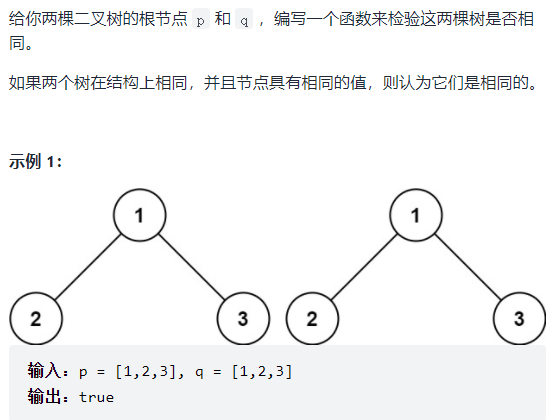 给你两棵二叉树的根节点 p 和 q ，编写一个函数来检验这两棵树是否相
同。
如果两个树在结构上相同，并且节点具有相同的值，则认为它们是相同的。
示例 1：
1
1
2
3
2
3
输入：p = [1,2,3], q = [1,2,3]
输出：true